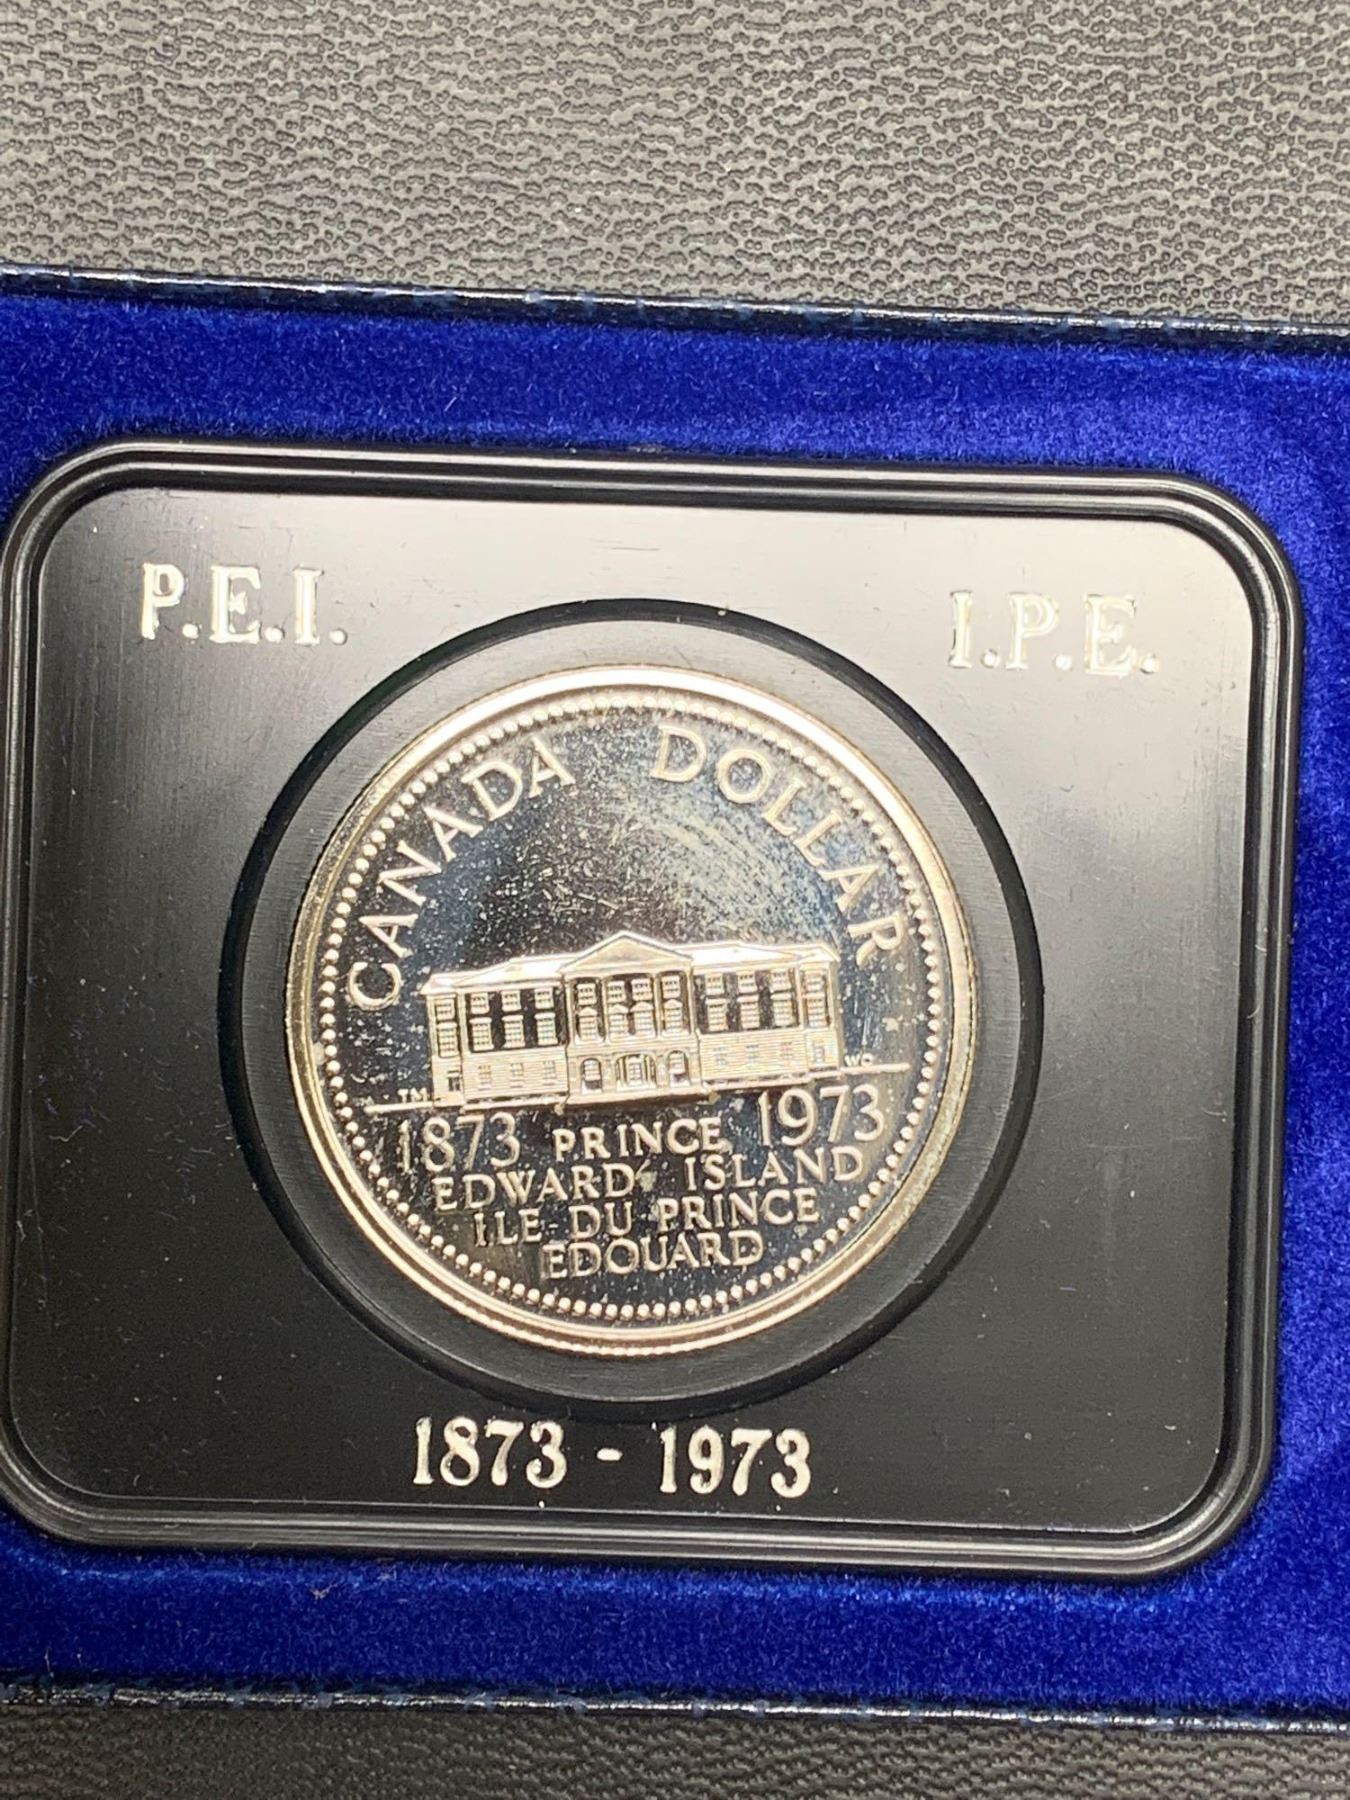 P.E.I. I.P.E.
CANADA DOLLAR
TM WC
1873 PRINCE 1973
EDWARD ISLAND
ILE DU PRINCE
EDOUARD
1873 - 1973